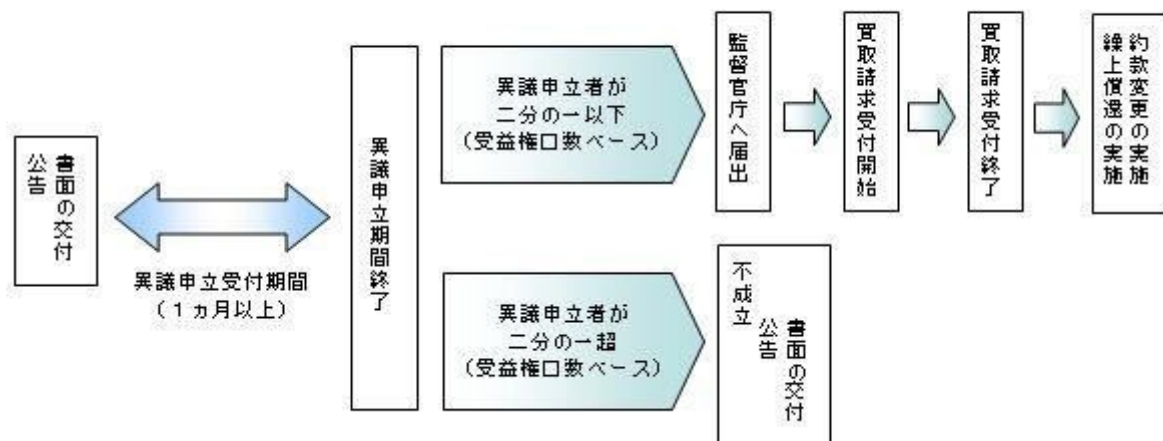 書面の交付
公告
異議申立受付期間
（１ヵ月以上）
異議申立期間終了
異議申立者が
二分の一以下
（受益権口数ベース）
監督官庁へ届出
買取請求受付開始
買取請求受付終了
約款変更の実施
繰上償還の実施
異議申立者が
二分の一超
（受益権口数ベース）
不成立
書面の交付
公告